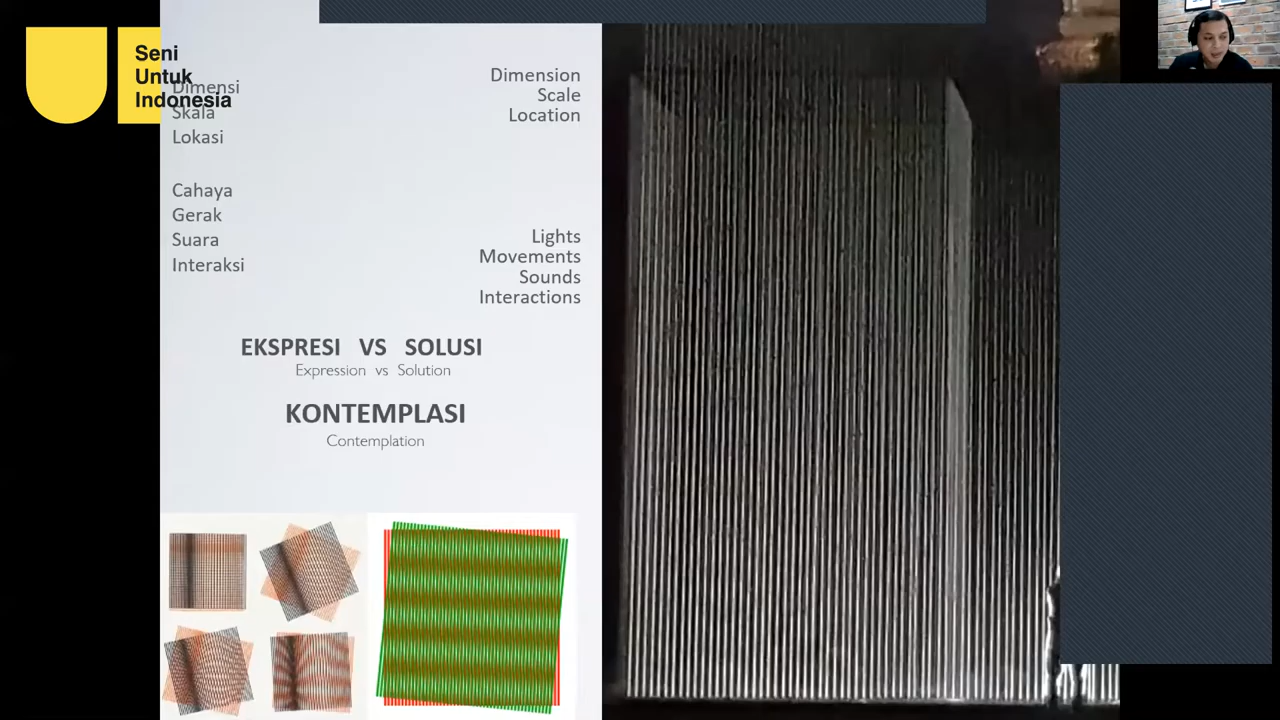 Seni
Untuk
Indonesia
Dimensi
Skala
Lokasi
Dimension
Scale
Location
Cahaya
Gerak
Suara
Interaksi
Lights
Movements
Sounds
Interactions
EKSPRESI VS SOLUSI
Expression vs Solution
KONTEMPLASI
Contemplation